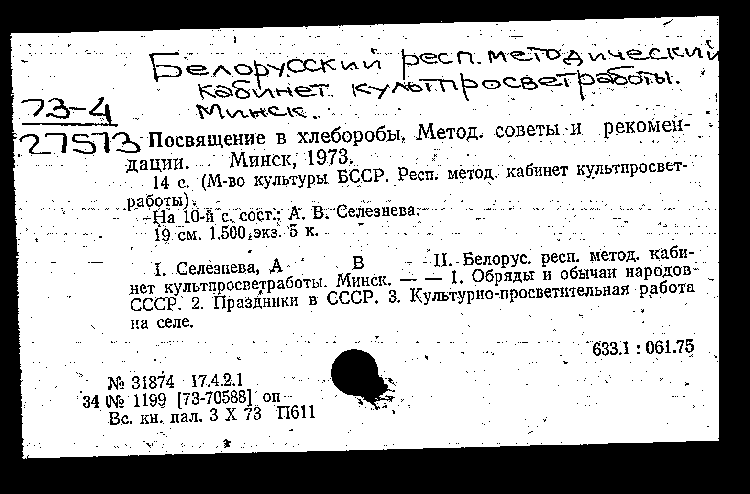 Белорусский респ. методический
кабинет культпросветработы.
Минск.
73-4
27513
Посвящение в хлеборобы. Метод. советы и рекомен-
дации. Минск, 1973.
14 с. (М-во культуры БССР. Респ. метод. кабинет культпросвет-
работы).
На 10-й с. сост.: А. В. Селезнева.
19 см. 1.500 экз. 5 к.
I. Селезнева, А В II. Белорус. респ. метод. каби-
нет культпросветработы. Минск. — — 1. Обряды и обычаи народов
СССР. 2. Праздники в СССР. 3. Культурно-просветительная работа
на селе.
633.1 : 061.75
№ 31874 17.4.2.1
34 № 1199 [73-70588] оп
Вс. кн. пал. 3 X 73 П611